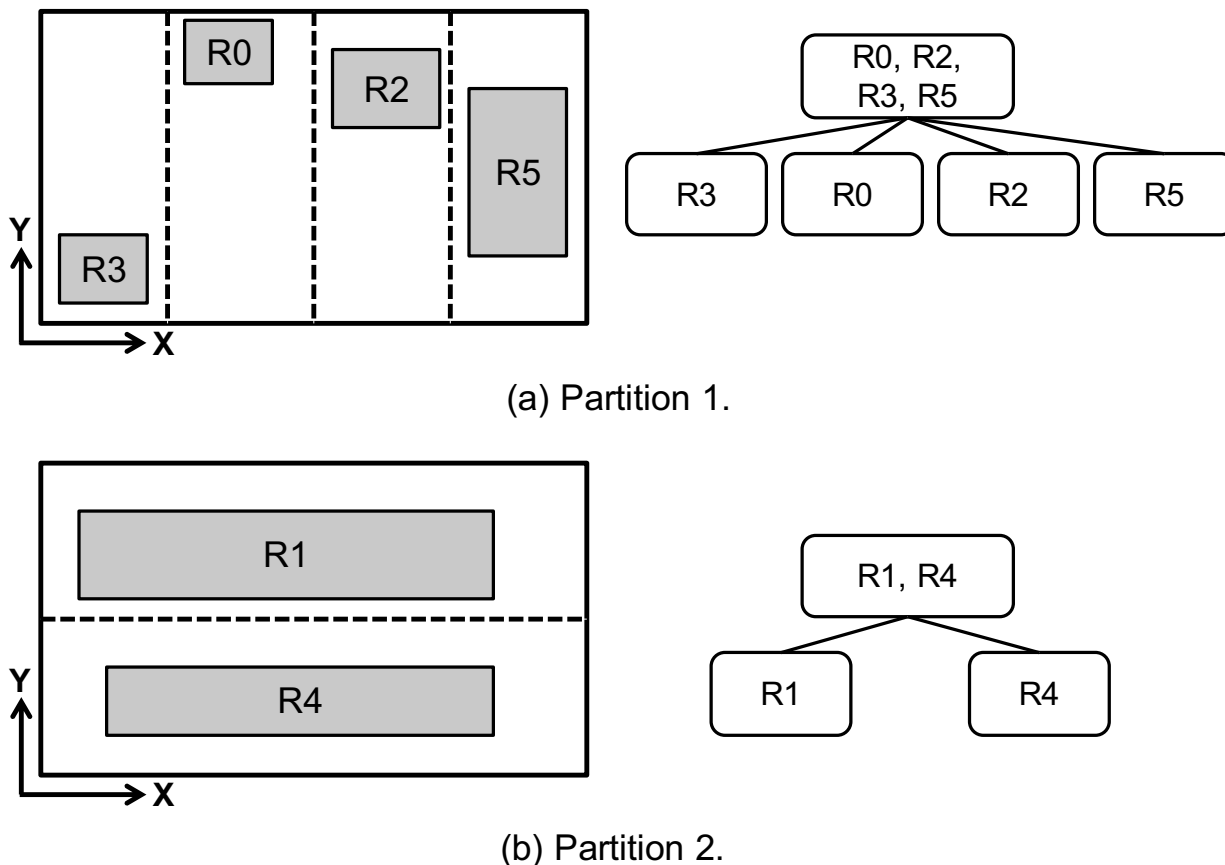 R0
R2
R5
R3
Y
X
R0, R2,
R3, R5
R3
R0
R2
R5
(a) Partition 1.
R1
R4
Y
X
R1, R4
R1
R4
(b) Partition 2.